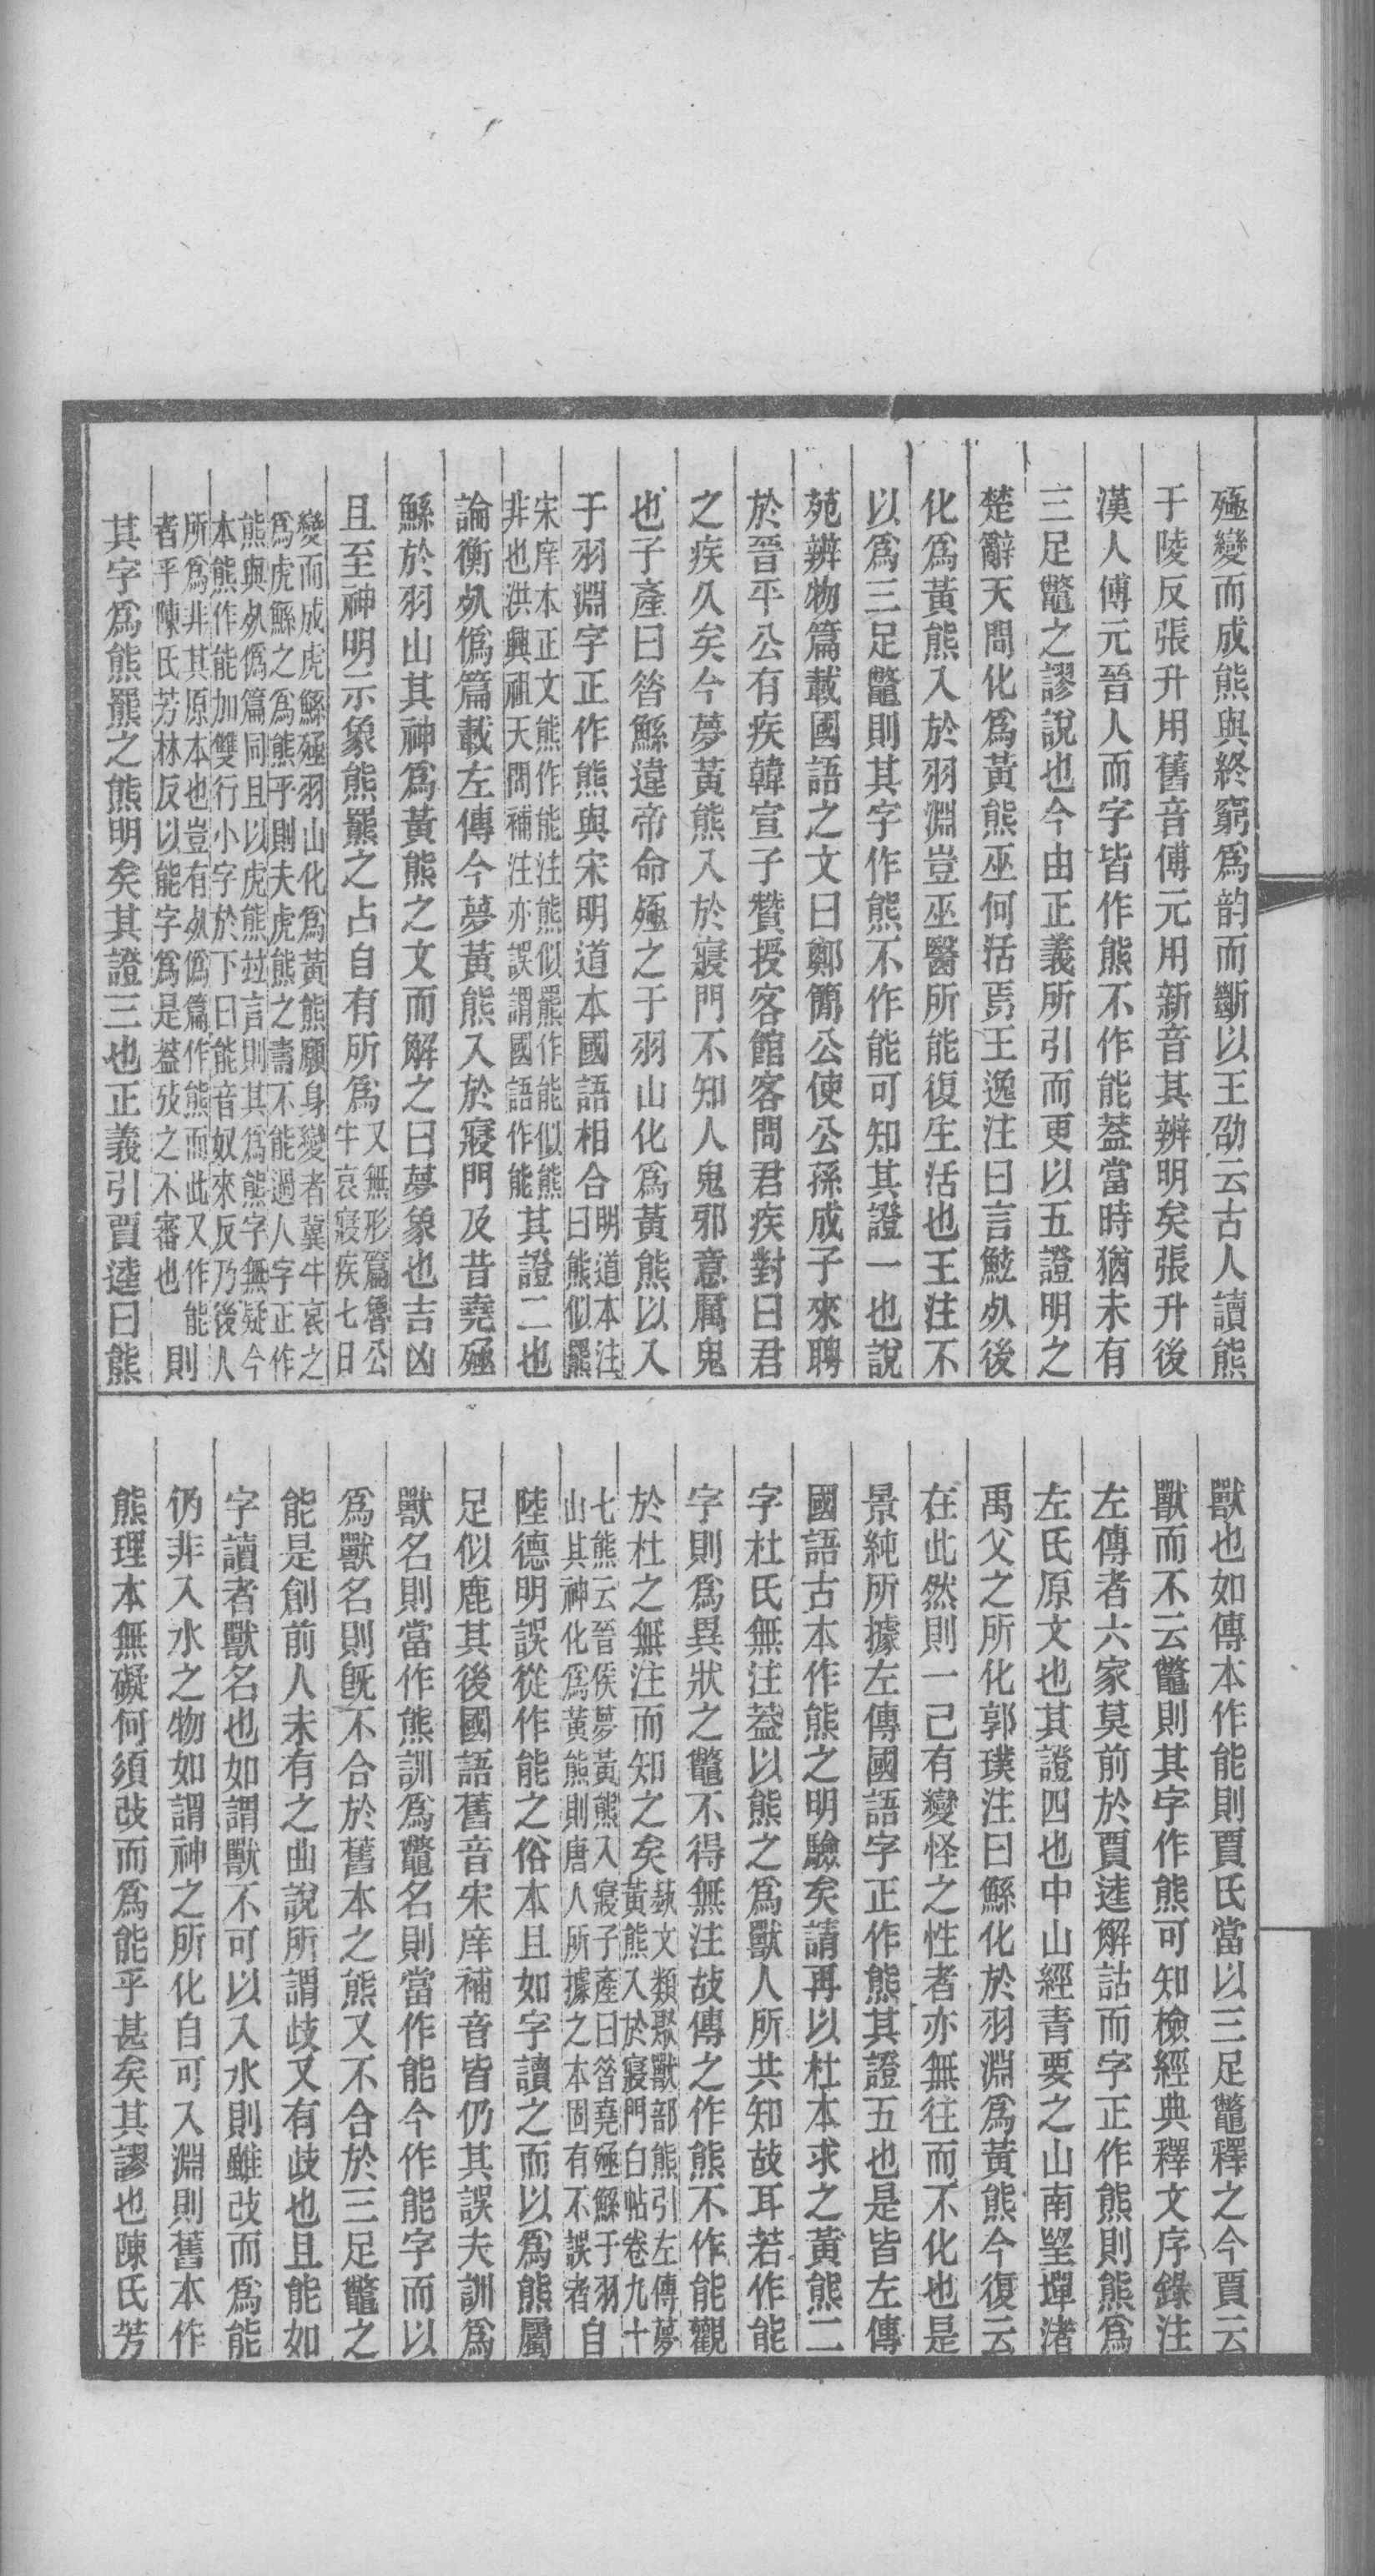 殛變而成熊與終窮爲韵而斷以王劭云古人讀熊
于陵反張升用舊音傅元用新音其辨明矣張升後
漢人傅元晉人而字皆作熊不作能葢當時猶未有
三足鼈之謬說也今由正義所引而更以五證明之
楚辭天問化爲黃熊巫何活焉王逸注曰言鮌死後
化爲黃熊入於羽淵豈巫醫所能復生活也王注不
以爲三足鼈則其字作熊不作能可知其證一也說
苑辨物篇載國語之文曰鄭簡公使公孫成子來聘
於晉平公有疾韓宣子贊授客館客問君疾對曰君
之疾久矣今夢黃熊入於寢門不知人鬼邪意厲鬼
也子產曰昝鯀違帝命殛之于羽山化爲黃熊以入
于羽淵字正作熊與宋明道本國語相合明道本注
曰熊似羆
宋庠本正文熊作能注熊似羆作能似熊
非也洪興祖天問補注亦誤謂國語作能其證二也
論衡死僞篇載左傳今夢黃熊入於寢門及昔堯殛
鯀於羽山其神爲黃熊之文而解之曰夢象也吉凶
且至神明示象熊羆之占自有所爲又無形篇魯公
牛哀寢疾七日
變而成虎鯀殛羽山化爲黃熊願身變者冀牛哀之
爲虎鯀之爲熊乎則夫虎熊之壽不能過人字正作
熊與死僞篇同且以虎熊竝言則其爲熊字無疑今
本熊作能加雙行小字於下曰能音奴來反乃後人
所爲非其原本也豈有死僞篇作熊而此又作能
者乎陳氏芳林反以能字爲是葢攷之不審也則
其字爲熊羆之熊明矣其證三也正義引賈逵曰熊
獸也如傳本作能則賈氏當以三足鼈釋之今賈云
獸而不云鼈則其字作熊可知檢經典釋文序錄注
左傳者六家莫前於賈逵解詁而字正作熊則熊爲
左氏原文也其證四也中山經青要之山南望墠渚
禹父之所化郭璞注曰鯀化於羽淵爲黃熊今復云
在此然則一己有變怪之性者亦無往而不化也是
景純所據左傳國語字正作熊其證五也是皆左傳
國語古本作熊之明驗矣請再以杜本求之黃熊二
字杜氏無注葢以熊之爲獸人所共知故耳若作能
字則爲異狀之鼈不得無注故傳之作熊不作能觀
於杜之無注而知之矣蓺文類聚獸部熊引左傳夢
黃熊入於寢門白帖卷九十
七熊云晉侯夢黃熊入寢子產曰昝堯殛鯀于羽
山其神化爲黃熊則唐人所據之本固有不誤者自
陸德明誤從作能之俗本且如字讀之而以爲熊屬
足似鹿其後國語舊音宋庠補音皆仍其誤夫訓爲
獸名則當作熊訓爲鼈名則當作能今作能字而以
爲獸名則旣不合於舊本之熊又不合於三足鼈之
能是創前人未有之曲說所謂歧又有歧也且能如
字讀者獸名也如謂獸不可以入水則雖改而爲能
仍非入水之物如謂神之所化自可入淵則舊本作
熊理本無礙何須改而爲能乎甚矣其謬也陳氏芳